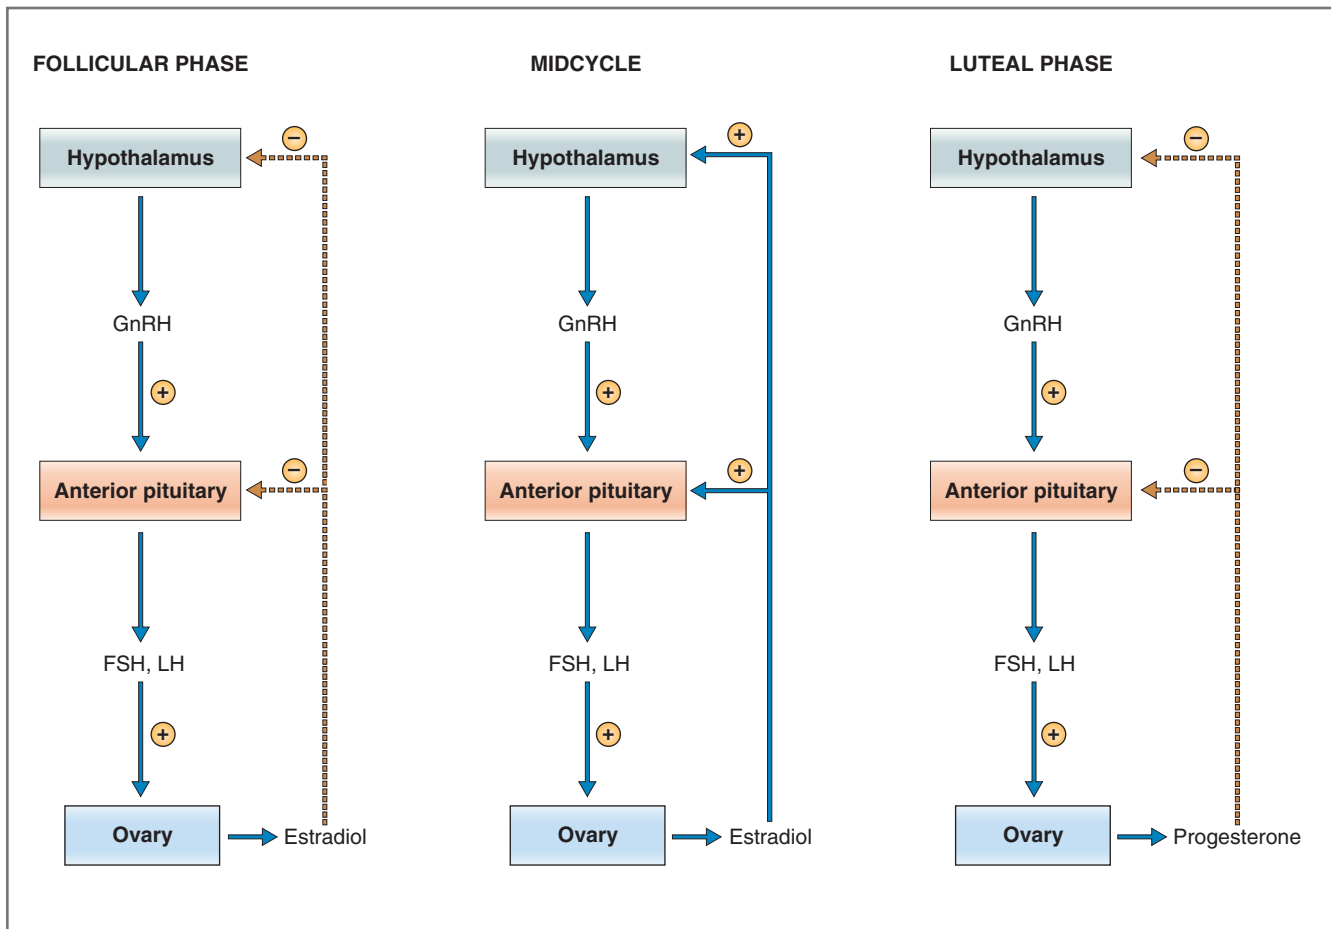 FOLLICULAR PHASE
Hypothalamus
−
GnRH
+
Anterior pituitary
−
FSH, LH
+
Ovary
Estradiol
MIDCYCLE
Hypothalamus
+
GnRH
+
Anterior pituitary
+
FSH, LH
+
Ovary
Estradiol
LUTEAL PHASE
Hypothalamus
−
GnRH
+
Anterior pituitary
−
FSH, LH
+
Ovary
Progesterone